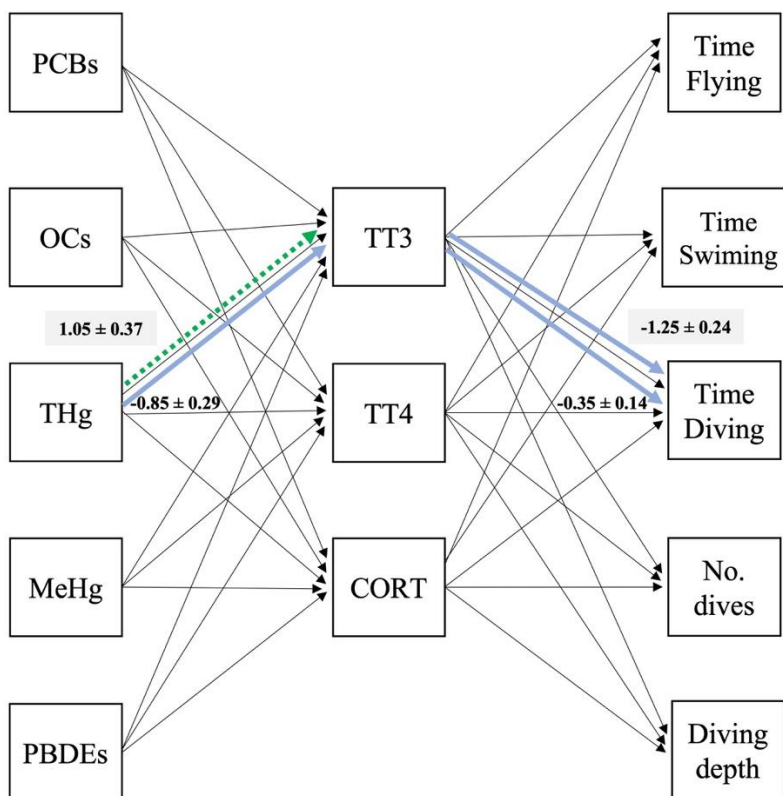 PCBs
OCs
THg
MeHg
PBDEs
1.05 ± 0.37
-0.85 ± 0.29
TT3
TT4
CORT
-1.25 ± 0.24
-0.35 ± 0.14
Time
Flying
Time
Swiming
Time
Diving
No.
dives
Diving
depth